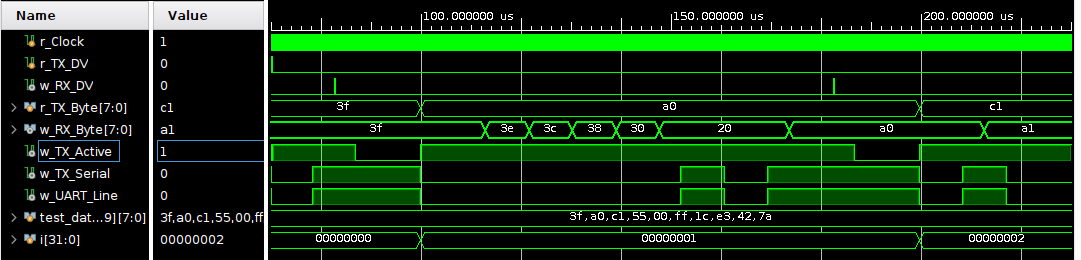 Name Value 100.000000 us 150.000000 us 200.000000 us
r_Clock 1
r_TX_DV 0
w_RX_DV 0
r_TX_Byte[7:0] c1 3f a0 c1
w_RX_Byte[7:0] a1 3f 3e 3c 38 30 20 a0 a1
w_TX_Active 1
w_TX_Serial 0
w_UART_Line 0
test_dat...9][7:0] 3f,a0,c1,55,00,ff 3f,a0,c1,55,00,ff,1c,e3,42,7a
i[31:0] 00000002 00000000 00000001 00000002